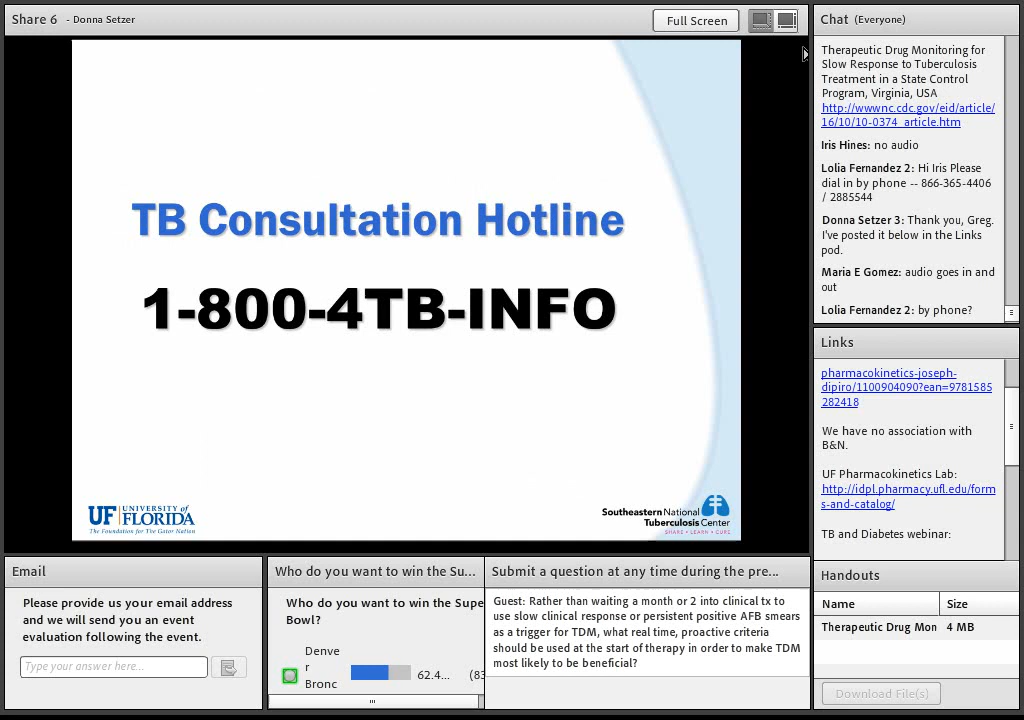 Share 6 - Donna Setzer
Full Screen
TB Consultation Hotline
1-800-4TB-INFO
UF UNIVERSITY of
FLORIDA
The Foundation for The Gator Nation
Southeastern National
Tuberculosis Center
SHARE • LEARN • CURE
Chat (Everyone)
Therapeutic Drug Monitoring for
Slow Response to Tuberculosis
Treatment in a State Control
Program, Virginia, USA
http://wwwnc.cdc.gov/eid/article/
16/10/10-0374_article.htm
Iris Hines: no audio
Lolia Fernandez 2: Hi Iris Please
dial in by phone -- 866-365-4406
/ 2885544
Donna Setzer 3: Thank you, Greg.
I've posted it below in the Links
pod.
Maria E Gomez: audio goes in and
out
Lolia Fernandez 2: by phone?
Links
pharmacokinetics-joseph-
dipiro/1100904090?ean=9781585
282418
We have no association with
B&N.
UF Pharmacokinetics Lab:
http://idpl.pharmacy.ufl.edu/form
s-and-catalog/
TB and Diabetes webinar:
Email
Please provide us your email address
and we will send you an event
evaluation following the event.
Type your answer here...
Who do you want to win the Su...
Who do you want to win the Supe
Bowl?
Denve
r
Bronc
62.4... (83
Submit a question at any time during the pre...
Guest: Rather than waiting a month or 2 into clinical tx to
use slow clinical response or persistent positive AFB smears
as a trigger for TDM, what real time, proactive criteria
should be used at the start of therapy in order to make TDM
most likely to be beneficial?
Handouts
Name Size
Therapeutic Drug Mon 4 MB
Download File(s)